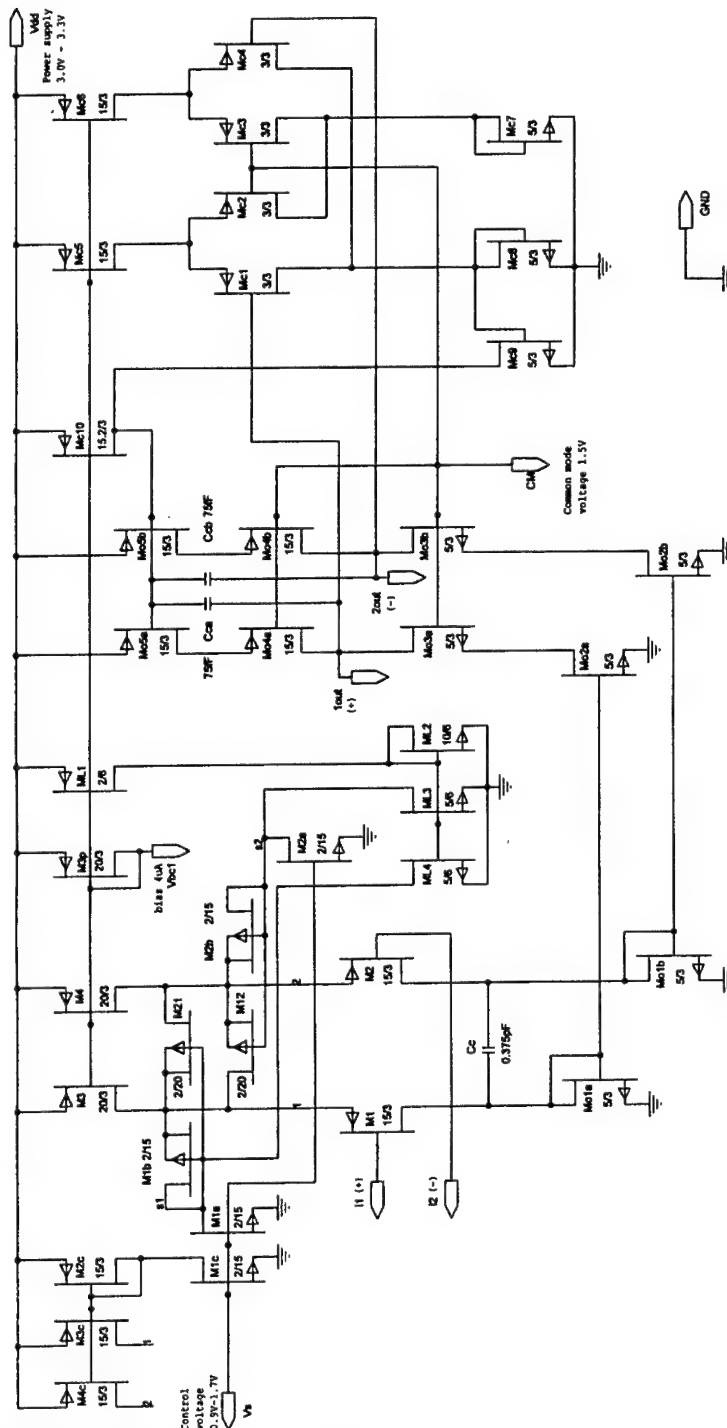 Vdd
Power supply
3.0V - 3.3V
M4c
15/3
2
M3c
15/3
1
M2c
15/3
M1c
2/15
Control
voltage
0.9V-1.7V
Vs
M1a
2/15
s1
M1b 2/15
M3
20/3
M4
20/3
M21
2/20
M12
2/20
M2b
2/15
1
2
M1
15/3
M2
15/3
I1 (+)
I2 (-)
Cc
0.375pF
Mo1a
5/3
Mo1b
5/3
M3p
20/3
bias 4uA
Vbc1
ML1
2/6
s2
M2a
2/15
ML4
5/6
ML3
5/6
ML2
10/6
Mo5a
15/3
Mo5b
15/3
75fF
Cca
Ccb 75fF
Mo4a
15/3
Mo4b
15/3
1out
(+)
2out
(-)
Mo3a
5/3
Mo3b
5/3
Mo2a
5/3
Mo2b
5/3
CM
Common mode
voltage 1.5V
Mc10
15.2/3
Mc5
15/3
Mc6
15/3
Mc1
3/3
Mc2
3/3
Mc3
3/3
Mc4
3/3
Mc9
5/3
Mc8
5/3
Mc7
5/3
GND